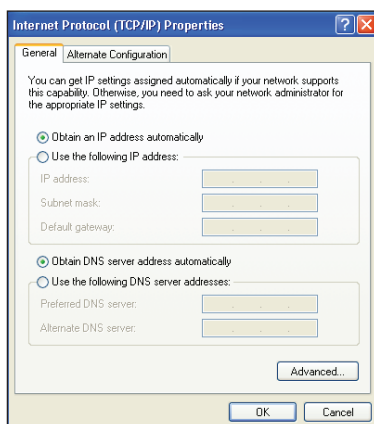 Internet Protocol (TCP/IP) Properties
General
Alternate Configuration
You can get IP settings assigned automatically if your network supports
this capability. Otherwise, you need to ask your network administrator for
the appropriate IP settings.
Obtain an IP address automatically
Use the following IP address:
IP address:
Subnet mask:
Default gateway:
Obtain DNS server address automatically
Use the following DNS server addresses:
Preferred DNS server:
Alternate DNS server:
Advanced...
OK
Cancel